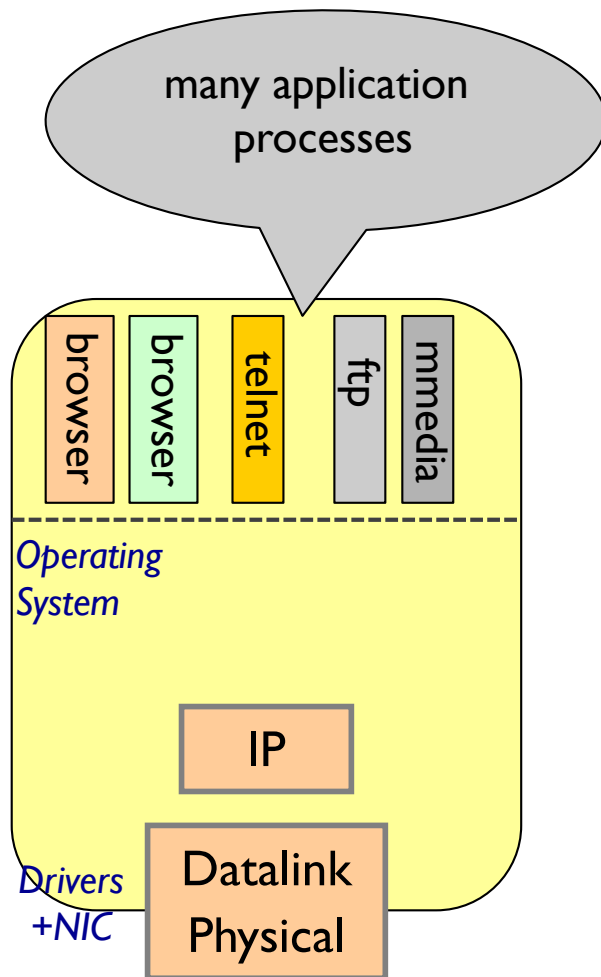 many application
processes
browser
browser
telnet
ftp
mmedia
Operating
System
IP
Datalink
Physical
Drivers
+NIC